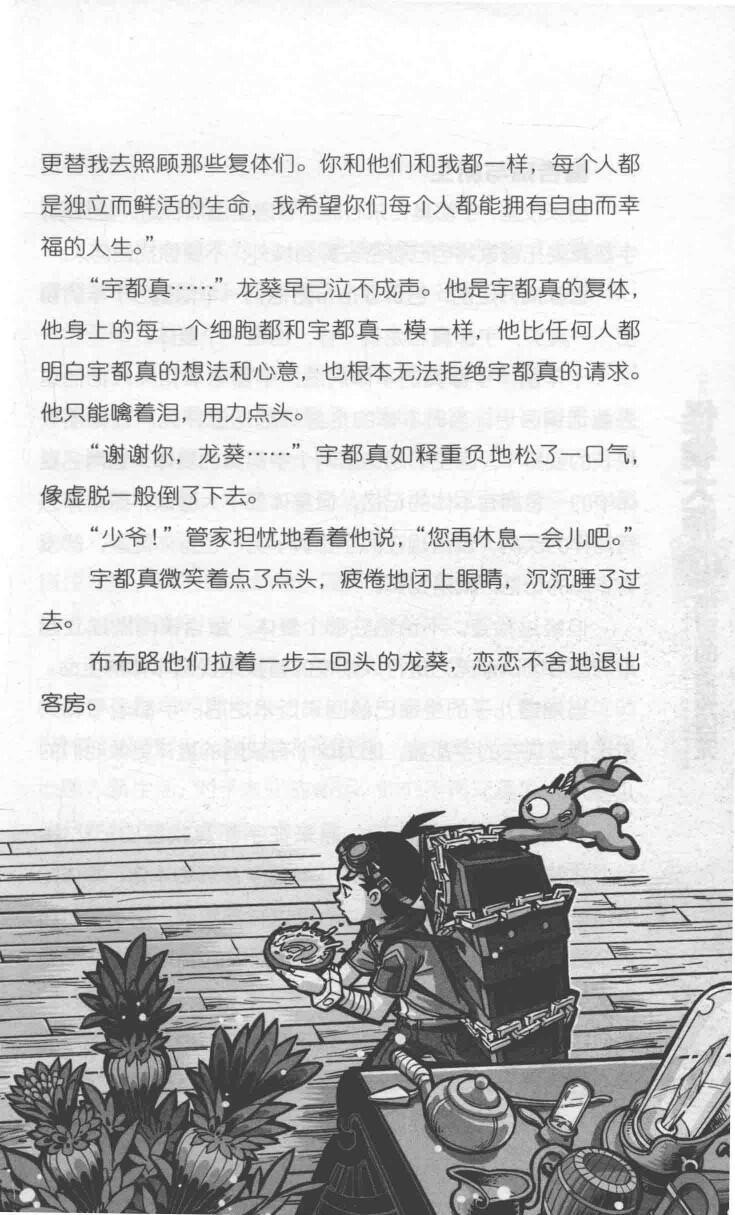 更替我去照顾那些复体们。你和他们和我都一样，每个人都
是独立而鲜活的生命，我希望你们每个人都能拥有自由而幸
福的人生。”
“宇都真……”龙葵早已泣不成声。他是宇都真的复体，
他身上的每一个细胞都和宇都真一模一样，他比任何人都
明白宇都真的想法和心意，也根本无法拒绝宇都真的请求。
他只能噙着泪，用力点头。
“谢谢你，龙葵……”宇都真如释重负地松了一口气，
像虚脱一般倒了下去。
“少爷！”管家担忧地看着他说，“您再休息一会儿吧。”
宇都真微笑着点了点头，疲倦地闭上眼睛，沉沉睡了过
去。
布布路他们拉着一步三回头的龙葵，恋恋不舍地退出
客房。